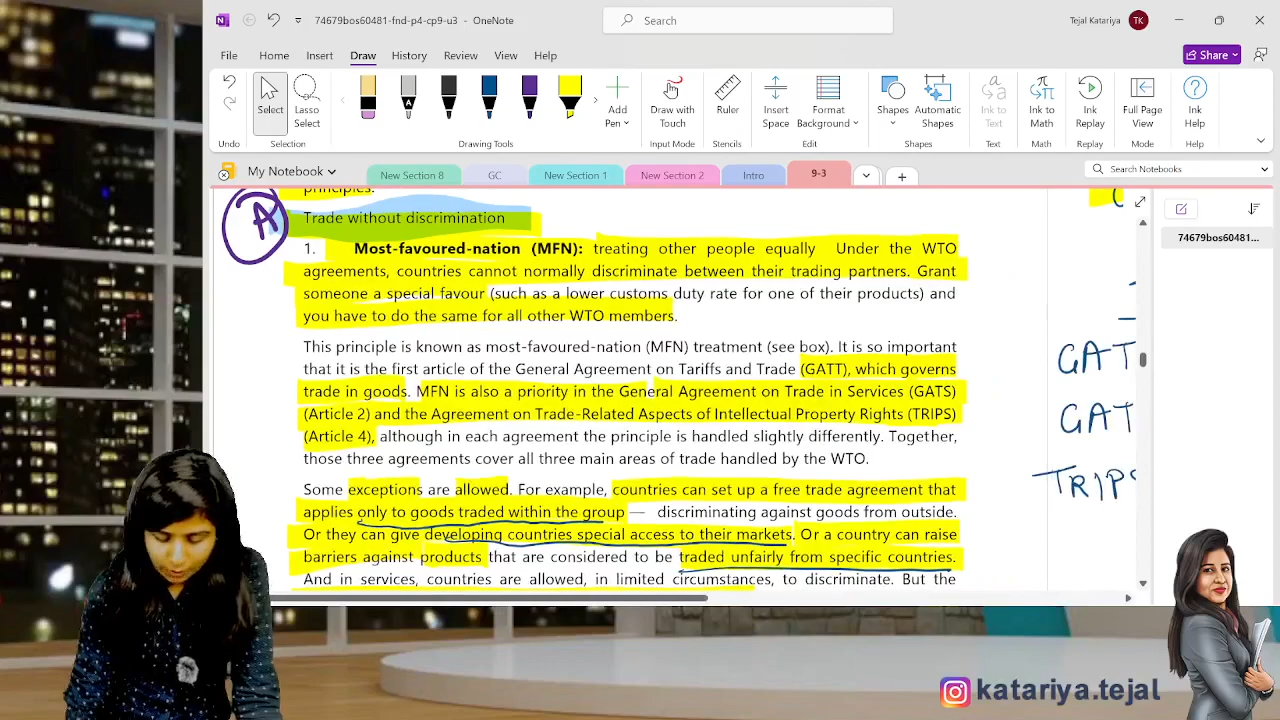 74679bos60481-fnd-p4-cp9-u3 - OneNote
Search
Tejal Katariya
TK
File Home Insert Draw History Review View Help
Share
Select
Lasso Select
Add Pen
Draw with Touch
Ruler
Insert Space
Format Background
Shapes
Automatic Shapes
Ink to Text
Ink to Math
Ink Replay
Full Page View
Ink Help
Undo
Selection
Drawing Tools
Input Mode
Stencils
Edit
Shapes
Math
Replay
View
Help
My Notebook
New Section 8
GC
New Section 1
New Section 2
Intro
9-3
Search Notebooks
principles.
A
Trade without discrimination
74679bos60481...
1. Most-favoured-nation (MFN): treating other people equally Under the WTO
agreements, countries cannot normally discriminate between their trading partners. Grant
someone a special favour (such as a lower customs duty rate for one of their products) and
you have to do the same for all other WTO members.
This principle is known as most-favoured-nation (MFN) treatment (see box). It is so important
that it is the first article of the General Agreement on Tariffs and Trade (GATT), which governs
trade in goods. MFN is also a priority in the General Agreement on Trade in Services (GATS)
(Article 2) and the Agreement on Trade-Related Aspects of Intellectual Property Rights (TRIPS)
(Article 4), although in each agreement the principle is handled slightly differently. Together,
those three agreements cover all three main areas of trade handled by the WTO.
Some exceptions are allowed. For example, countries can set up a free trade agreement that
applies only to goods traded within the group — discriminating against goods from outside.
Or they can give developing countries special access to their markets. Or a country can raise
barriers against products that are considered to be traded unfairly from specific countries.
And in services, countries are allowed, in limited circumstances, to discriminate. But the
GAT
GAT
TRIPS
katariya.tejal